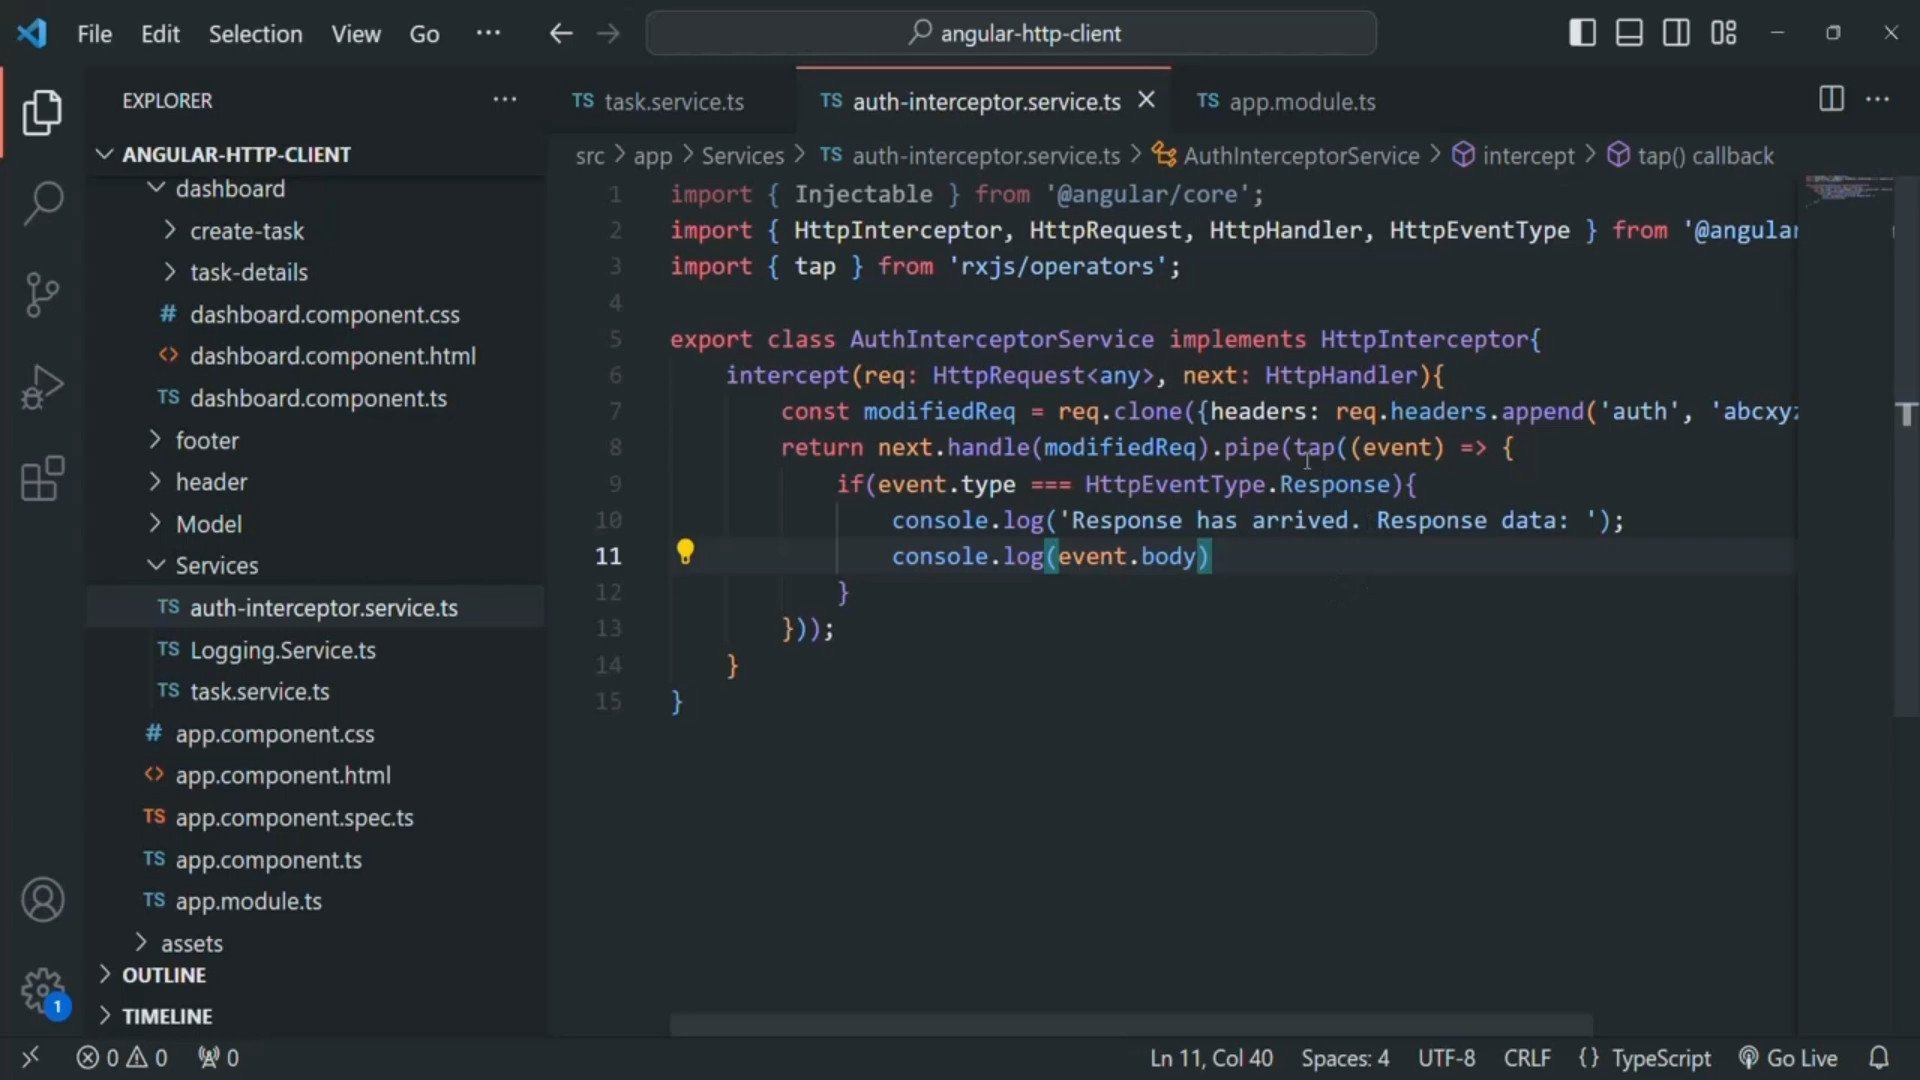 File Edit Selection View Go ··· angular-http-client
EXPLORER ···
ANGULAR-HTTP-CLIENT
dashboard
create-task
task-details
# dashboard.component.css
<> dashboard.component.html
TS dashboard.component.ts
footer
header
Model
Services
TS auth-interceptor.service.ts
TS Logging.Service.ts
TS task.service.ts
# app.component.css
<> app.component.html
TS app.component.spec.ts
TS app.component.ts
TS app.module.ts
assets
OUTLINE
TIMELINE
1
TS task.service.ts TS auth-interceptor.service.ts TS app.module.ts ···
src > app > Services > TS auth-interceptor.service.ts > AuthInterceptorService > intercept > tap() callback
1 import { Injectable } from '@angular/core';
2 import { HttpInterceptor, HttpRequest, HttpHandler, HttpEventType } from '@angular
3 import { tap } from 'rxjs/operators';
4
5 export class AuthInterceptorService implements HttpInterceptor{
6 intercept(req: HttpRequest<any>, next: HttpHandler){
7 const modifiedReq = req.clone({headers: req.headers.append('auth', 'abcxyz
8 return next.handle(modifiedReq).pipe(tap((event) => {
9 if(event.type === HttpEventType.Response){
10 console.log('Response has arrived. Response data: ');
11 console.log(event.body)
12 }
13 }));
14 }
15 }
0 0 0 Ln 11, Col 40 Spaces: 4 UTF-8 CRLF {} TypeScript Go Live